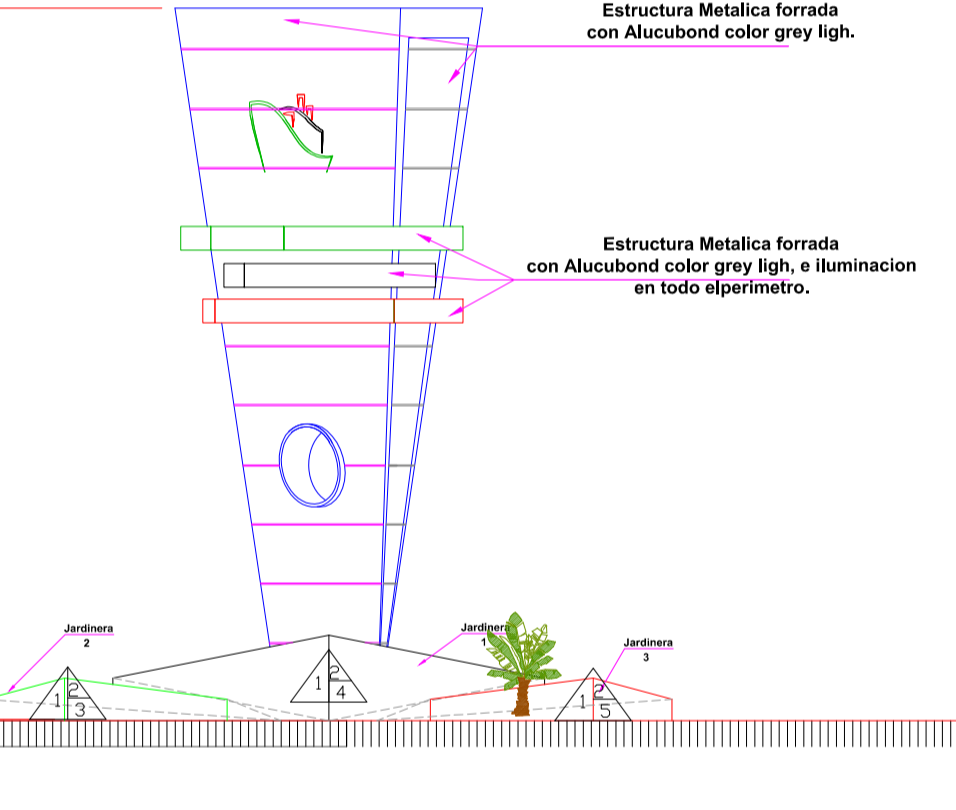 Estructura Metalica forrada
con Alucubond color grey ligh.
Estructura Metalica forrada
con Alucubond color grey ligh, e iluminacion
en todo elperimetro.
Jardinera
2
Jardinera
1
Jardinera
3
1 2 3
1 2 4
1 2 5